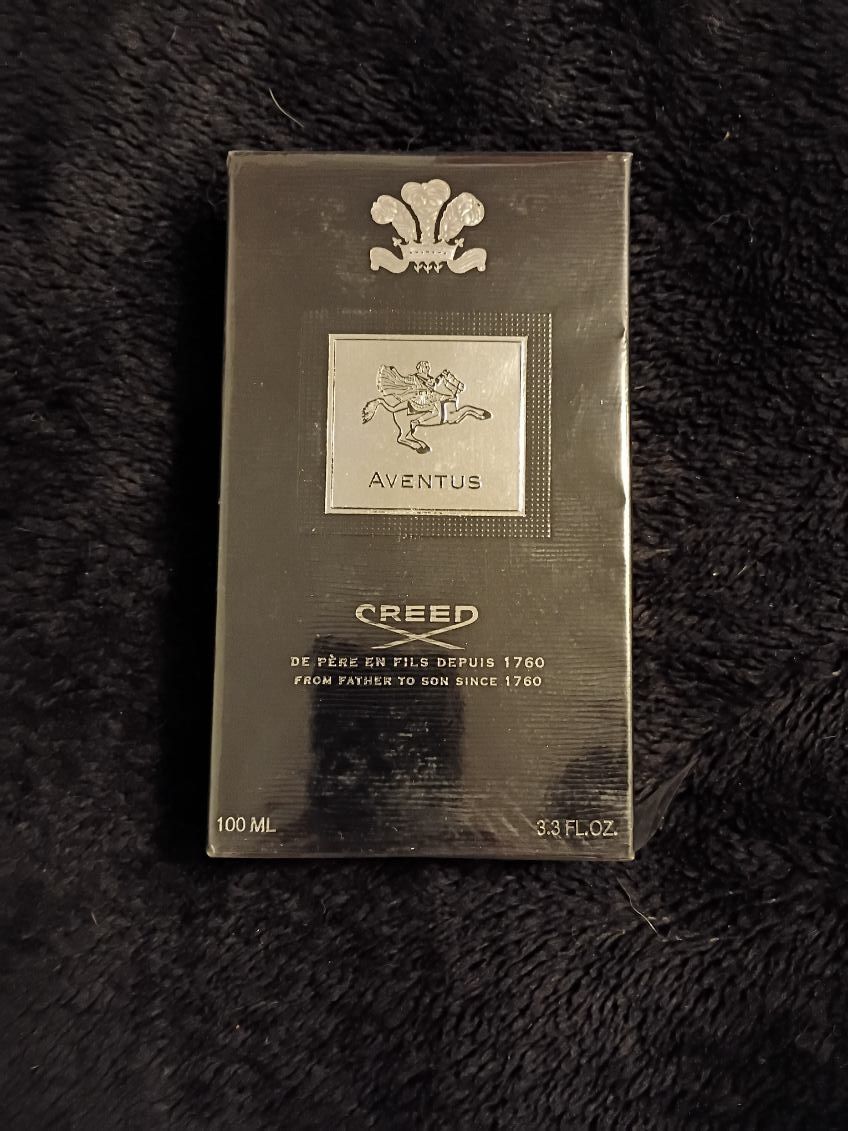 AVENTUS
CREED
DE PÈRE EN FILS DEPUIS 1760
FROM FATHER TO SON SINCE 1760
100 ML
3.3 FL.OZ.